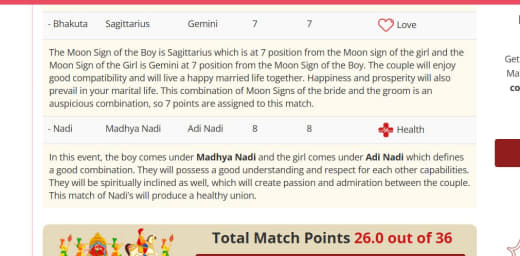 - Bhakuta Sagittarius Gemini 7 7 Love
The Moon Sign of the Boy is Sagittarius which is at 7 position from the Moon sign of the girl and the
Moon Sign of the Girl is Gemini at 7 position from the Moon Sign of the Boy. The couple will enjoy
good compatibility and will live a happy married life together. Happiness and prosperity will also
prevail in your marital life. This combination of Moon Signs of the bride and the groom is an
auspicious combination, so 7 points are assigned to this match.
- Nadi Madhya Nadi Adi Nadi 8 8 Health
In this event, the boy comes under Madhya Nadi and the girl comes under Adi Nadi which defines
a good combination. They will possess a good understanding and respect for each other capabilities.
They will be spiritually inclined as well, which will create passion and admiration between the couple.
This match of Nadi's will produce a healthy union.
Total Match Points 26.0 out of 36
Get
Ma
co